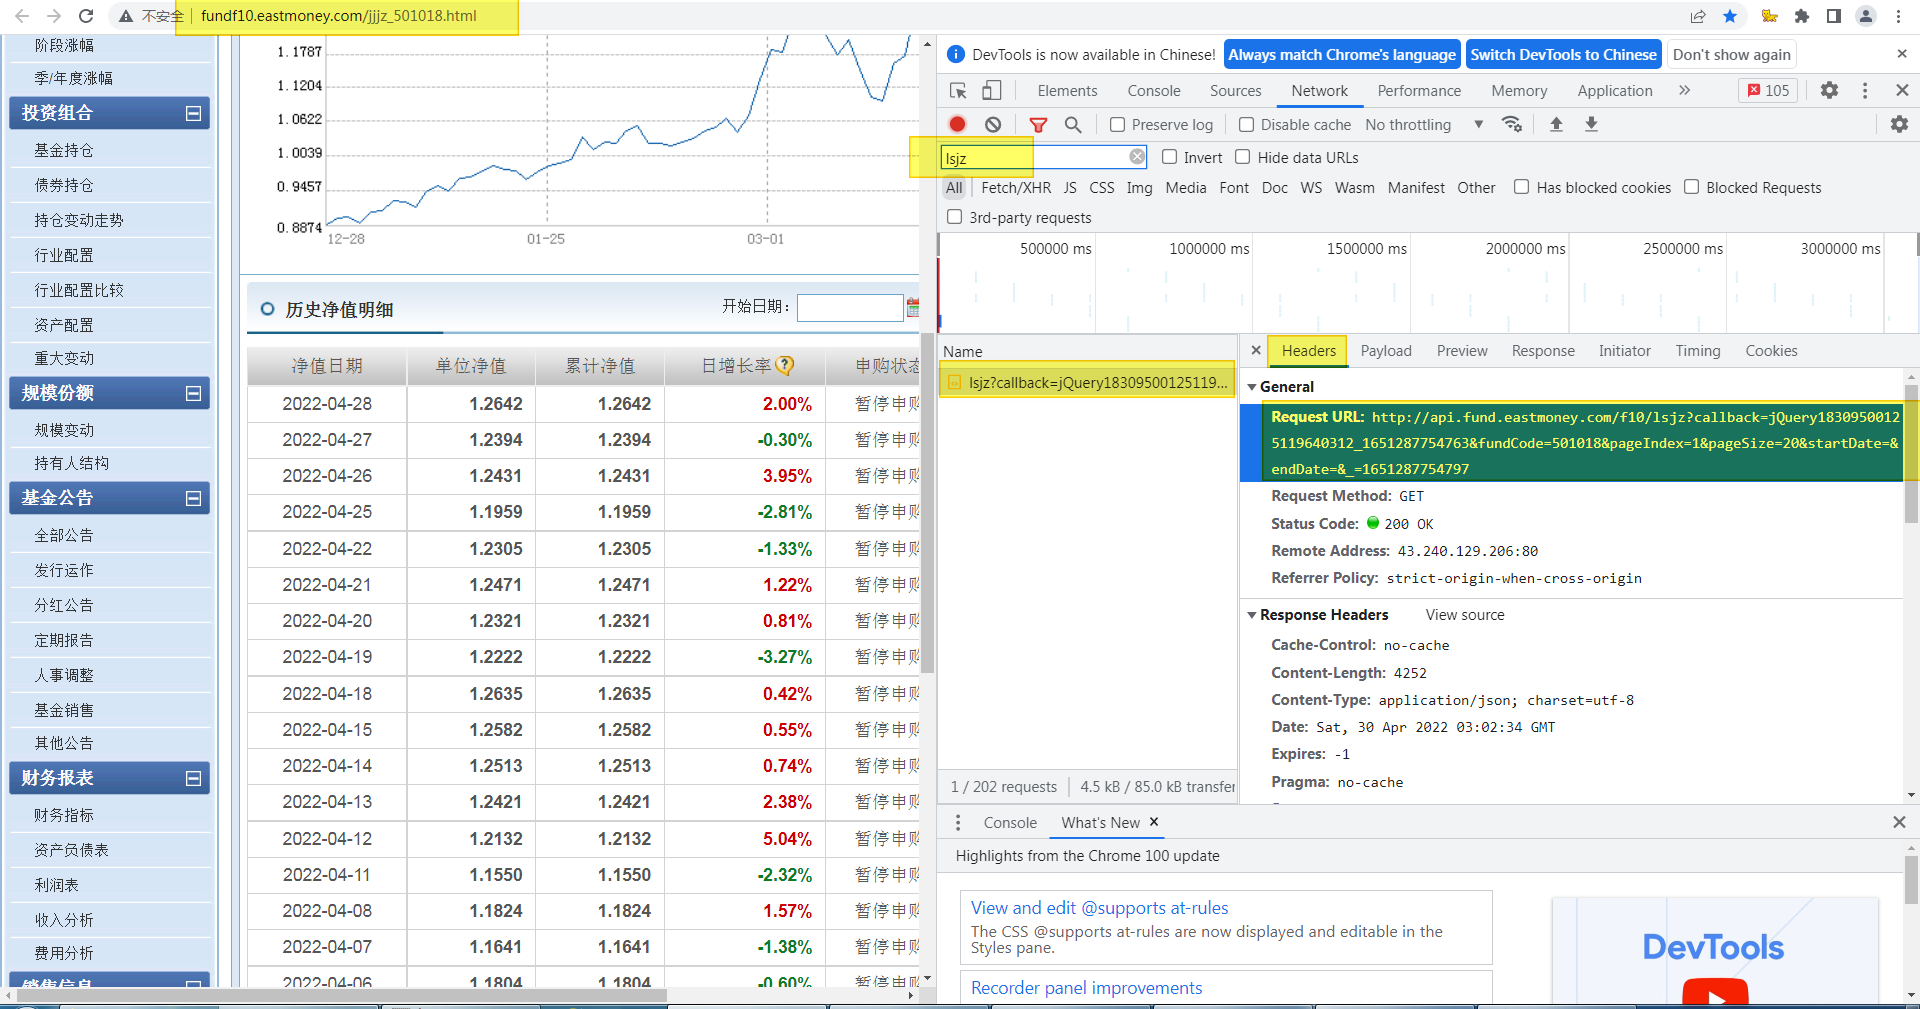 不安全 fundf10.eastmoney.com/jjjz_501018.html
阶段涨幅
季/年度涨幅
投资组合
基金持仓
债券持仓
持仓变动走势
行业配置
行业配置比较
资产配置
重大变动
规模份额
规模变动
持有人结构
基金公告
全部公告
发行运作
分红公告
定期报告
人事调整
基金销售
其他公告
财务报表
财务指标
资产负债表
利润表
收入分析
费用分析
销售信息
1.1787
1.1204
1.0622
1.0039
0.9457
0.8874
12-28 01-25 03-01
历史净值明细 开始日期:
净值日期 单位净值 累计净值 日增长率 申购状态
2022-04-28 1.2642 1.2642 2.00% 暂停申购
2022-04-27 1.2394 1.2394 -0.30% 暂停申购
2022-04-26 1.2431 1.2431 3.95% 暂停申购
2022-04-25 1.1959 1.1959 -2.81% 暂停申购
2022-04-22 1.2305 1.2305 -1.33% 暂停申购
2022-04-21 1.2471 1.2471 1.22% 暂停申购
2022-04-20 1.2321 1.2321 0.81% 暂停申购
2022-04-19 1.2222 1.2222 -3.27% 暂停申购
2022-04-18 1.2635 1.2635 0.42% 暂停申购
2022-04-15 1.2582 1.2582 0.55% 暂停申购
2022-04-14 1.2513 1.2513 0.74% 暂停申购
2022-04-13 1.2421 1.2421 2.38% 暂停申购
2022-04-12 1.2132 1.2132 5.04% 暂停申购
2022-04-11 1.1550 1.1550 -2.32% 暂停申购
2022-04-08 1.1824 1.1824 1.57% 暂停申购
2022-04-07 1.1641 1.1641 -1.38% 暂停申购
2022-04-06 1.1804 1.1804 -0.60% 暂停申购
DevTools is now available in Chinese! Always match Chrome's language Switch DevTools to Chinese Don't show again
Elements Console Sources Network Performance Memory Application 105
Preserve log Disable cache No throttling
lsjz Invert Hide data URLs
All Fetch/XHR JS CSS Img Media Font Doc WS Wasm Manifest Other Has blocked cookies Blocked Requests
3rd-party requests
500000 ms 1000000 ms 1500000 ms 2000000 ms 2500000 ms 3000000 ms
Name
lsjz?callback=jQuery18309500125119...
1 / 202 requests 4.5 kB / 85.0 kB transfer
Headers Payload Preview Response Initiator Timing Cookies
General
Request URL: http://api.fund.eastmoney.com/f10/lsjz?callback=jQuery1830950012
5119640312_1651287754763&fundCode=501018&pageIndex=1&pageSize=20&startDate=&
endDate=&_=1651287754797
Request Method: GET
Status Code: 200 OK
Remote Address: 43.240.129.206:80
Referrer Policy: strict-origin-when-cross-origin
Response Headers View source
Cache-Control: no-cache
Content-Length: 4252
Content-Type: application/json; charset=utf-8
Date: Sat, 30 Apr 2022 03:02:34 GMT
Expires: -1
Pragma: no-cache
Console What's New
Highlights from the Chrome 100 update
View and edit @supports at-rules
The CSS @supports at-rules are now displayed and editable in the
Styles pane.
Recorder panel improvements
DevTools